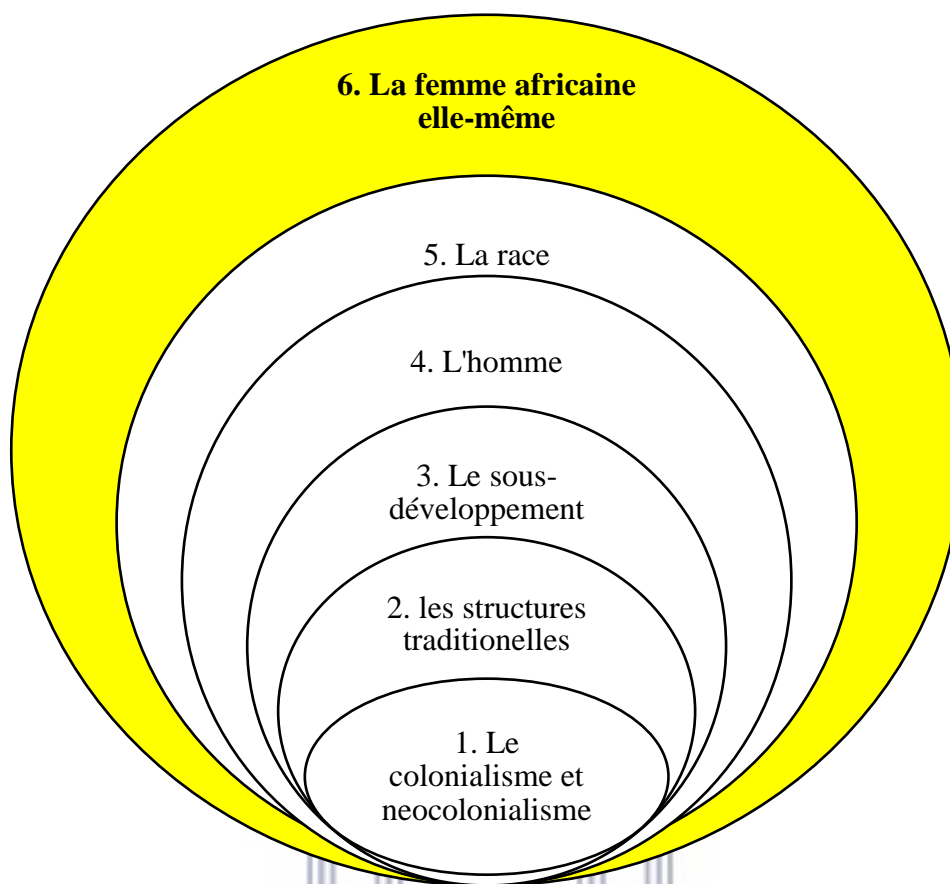 6. La femme africaine
elle-même
5. La race
4. L'homme
3. Le sous-
développement
2. les structures
traditionelles
1. Le
colonialisme et
neocolonialisme